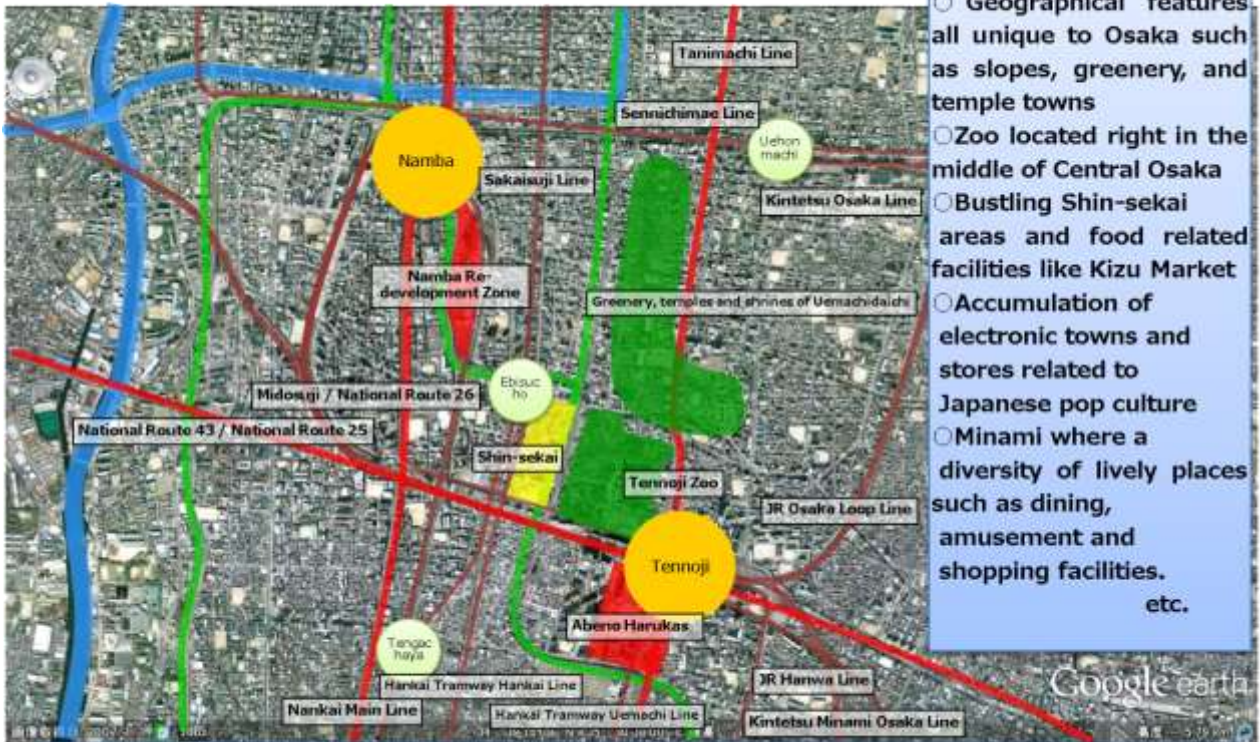 Tanimachi Line
Sennichimae Line
Uehon
machi
Namba
Sakaisuji Line
Kintetsu Osaka Line
Namba Re-
development Zone
Greenery, temples and shrines of Uemachidaichi
Ebisuc
ho
Midosuji / National Route 26
National Route 43 / National Route 25
Shin-sekai
Tennoji Zoo
JR Osaka Loop Line
Tennoji
Abeno Harukas
Tengac
haya
Hankai Tramway Hankai Line
JR Hanwa Line
Nankai Main Line
Hankai Tramway Uemachi Line
Kintetsu Minami Osaka Line
Google earth
○ Geographical features
all unique to Osaka such
as slopes, greenery, and
temple towns
○Zoo located right in the
middle of Central Osaka
○Bustling Shin-sekai
areas and food related
facilities like Kizu Market
○Accumulation of
electronic towns and
stores related to
Japanese pop culture
○Minami where a
diversity of lively places
such as dining,
amusement and
shopping facilities.
etc.